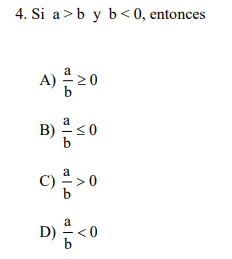 4. Si a > b y b < 0, entonces
A) a/b ≥ 0
B) a/b ≤ 0
C) a/b > 0
D) a/b < 0